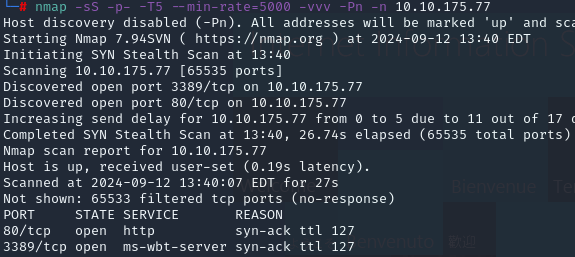 └─# nmap -sS -p- -T5 --min-rate=5000 -vvv -Pn -n 10.10.175.77
Host discovery disabled (-Pn). All addresses will be marked 'up' and sca
Starting Nmap 7.94SVN ( https://nmap.org ) at 2024-09-12 13:40 EDT
Initiating SYN Stealth Scan at 13:40
Scanning 10.10.175.77 [65535 ports]
Discovered open port 3389/tcp on 10.10.175.77
Discovered open port 80/tcp on 10.10.175.77
Increasing send delay for 10.10.175.77 from 0 to 5 due to 11 out of 17 d
Completed SYN Stealth Scan at 13:40, 26.74s elapsed (65535 total ports)
Nmap scan report for 10.10.175.77
Host is up, received user-set (0.19s latency).
Scanned at 2024-09-12 13:40:07 EDT for 27s
Not shown: 65533 filtered tcp ports (no-response)
Bienvenue Te
PORT STATE SERVICE REASON
80/tcp open http syn-ack ttl 127
3389/tcp open ms-wbt-server syn-ack ttl 127